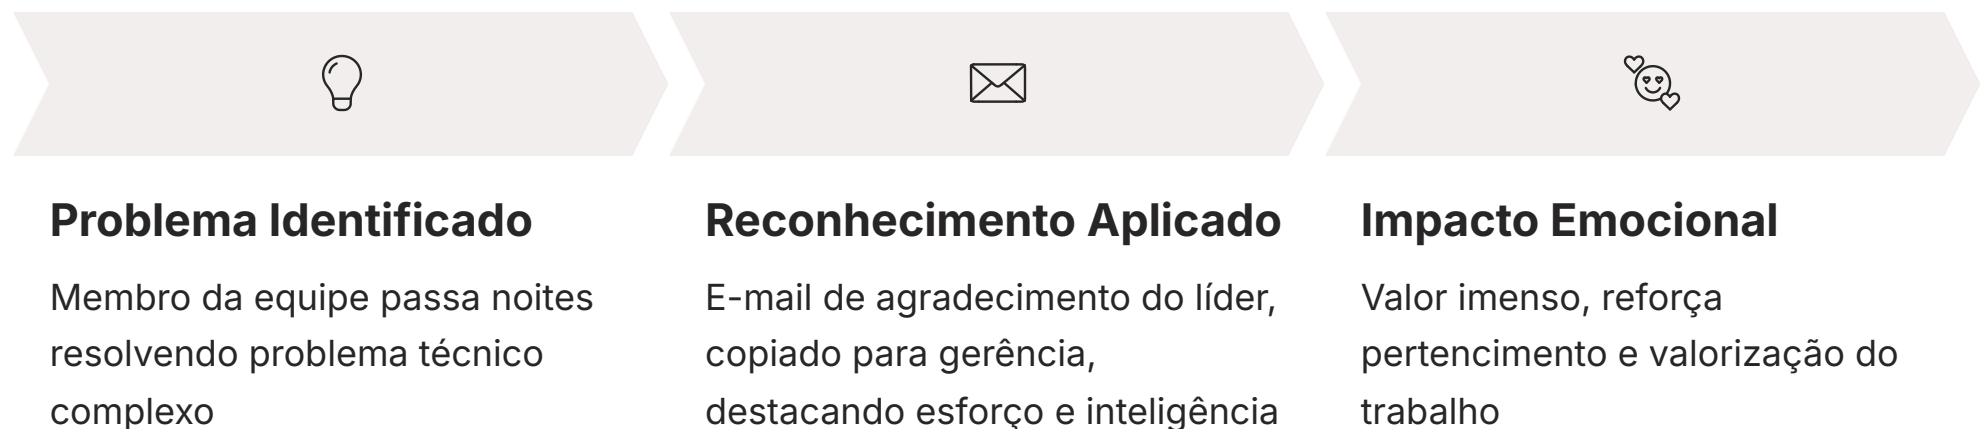 Problema Identificado
Membro da equipe passa noites
resolvendo problema técnico
complexo
Reconhecimento Aplicado
E-mail de agradecimento do líder,
copiado para gerência,
destacando esforço e inteligência
Impacto Emocional
Valor imenso, reforça
pertencimento e valorização do
trabalho